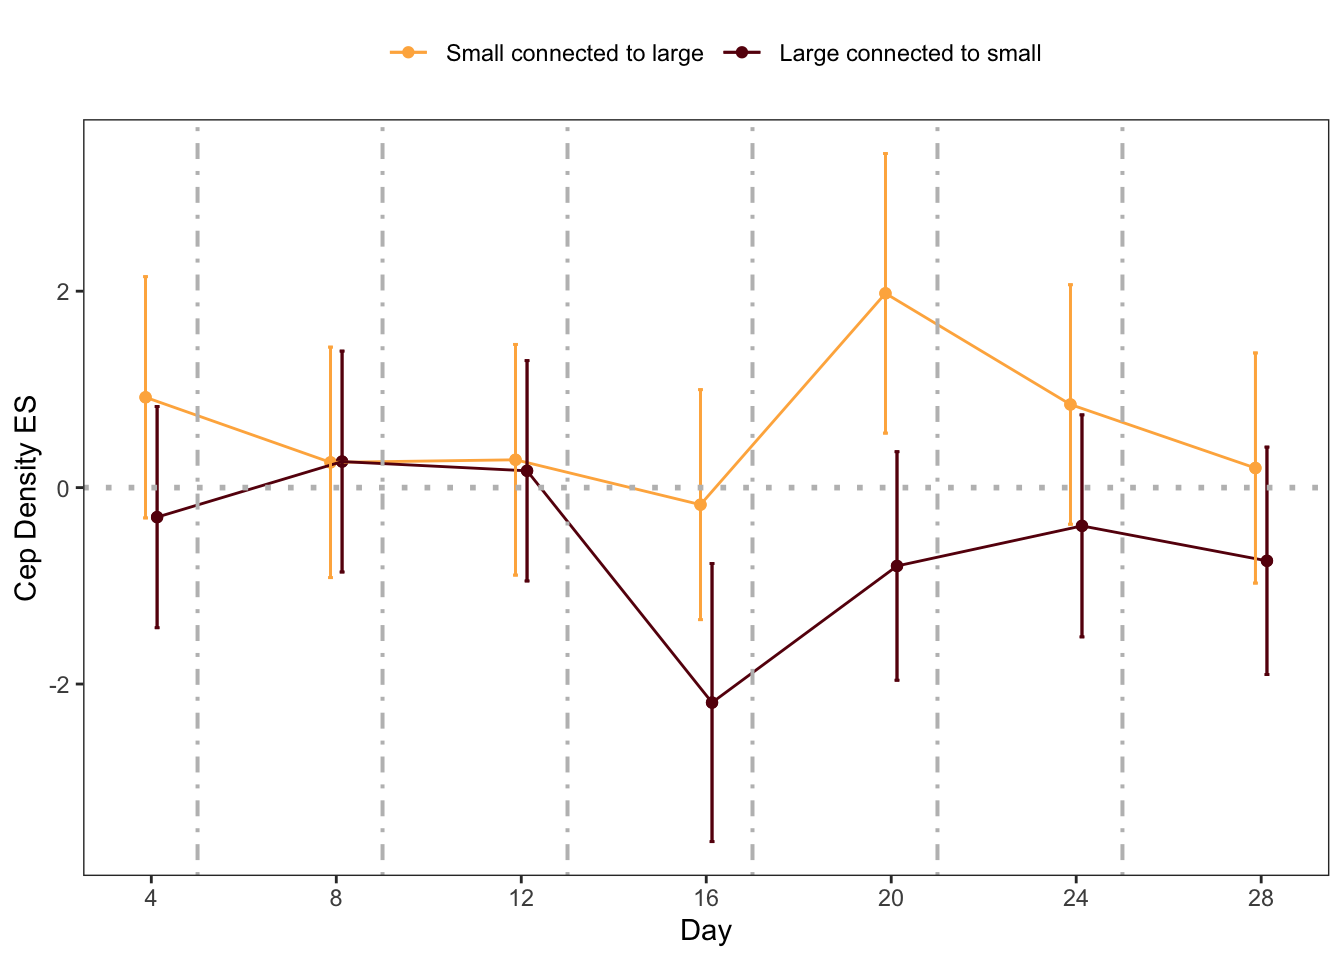 Small connected to large Large connected to small
2
0
-2
Cep Density ES
4 8 12 16 20 24 28
Day